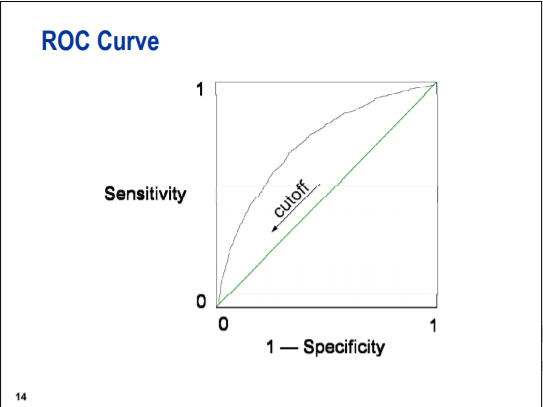 ROC Curve
1
Sensitivity
cutoff
0
0
1
1 — Specificity
14